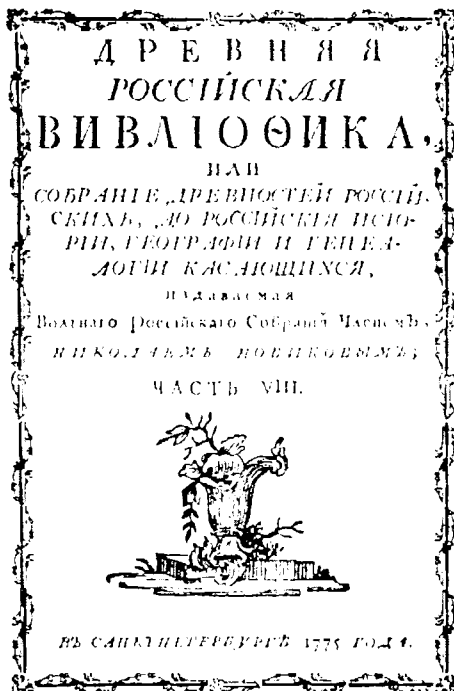 ДРЕВНЯЯ
РОССІЙСКАЯ
ВИВЛІОѲИКА,
ИЛИ
СОБРАНІЕ ДРЕВНОСТЕЙ РОССІЙ-
СКИХЪ, ДО РОССІЙСКІЯ ИСТО-
РІИ, ГЕОГРАФІИ И ГЕНЕА-
ЛОГІИ КАСАЮЩИХСЯ,
издаваемая
Вольнаго Россійскаго Собранія Членомъ,
НИКОЛАЕМЪ НОВИКОВЫМЪ;
ЧАСТЬ VIII.
ВЪ САНКТПЕТЕРБУРГѢ 1775 ГОДА.